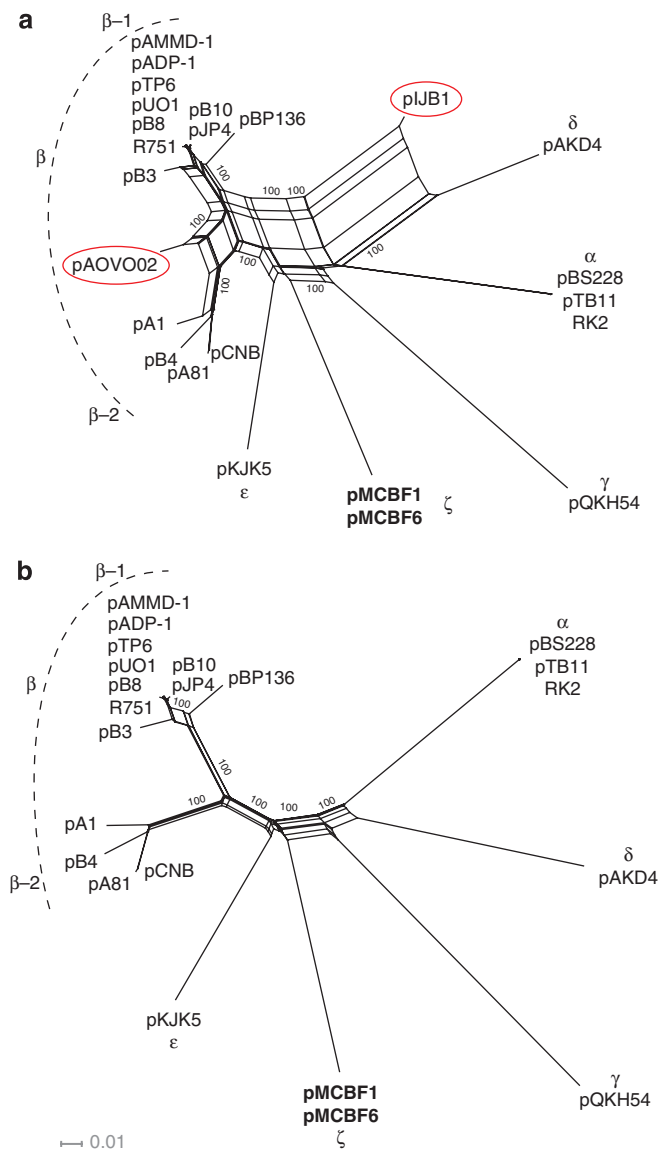 a
β–1
pAMMD-1
pADP-1
pTP6
pUO1
pB8
R751
pB10
pJP4
pBP136
pIJB1
δ
pAKD4
β
pB3
100
100
100
100
100
pAOVO02
100
100
100
α
pBS228
pTB11
RK2
pA1
pB4
pA81
pCNB
β–2
pKJK5
ε
pMCBF1
pMCBF6
ζ
γ
pQKH54
b
β–1
pAMMD-1
pADP-1
pTP6
pUO1
pB8
R751
pB10
pJP4
pBP136
α
pBS228
pTB11
RK2
β
pB3
100
100
100
100
100
100
pA1
pB4
pA81
pCNB
β–2
δ
pAKD4
pKJK5
ε
pMCBF1
pMCBF6
ζ
γ
pQKH54
0.01